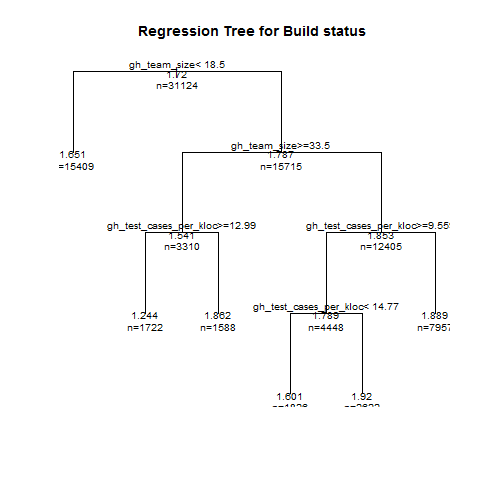 Regression Tree for Build status
gh_team_size< 18.5
1.72
n=31124
gh_team_size>=33.5
1.651
=15409
1.787
n=15715
gh_test_cases_per_kloc>=12.99
gh_test_cases_per_kloc>=9.55
1.541
n=3310
1.853
n=12405
gh_test_cases_per_kloc< 14.77
1.244
n=1722
1.862
n=1588
1.789
n=4448
1.889
n=7957
1.601
1.92